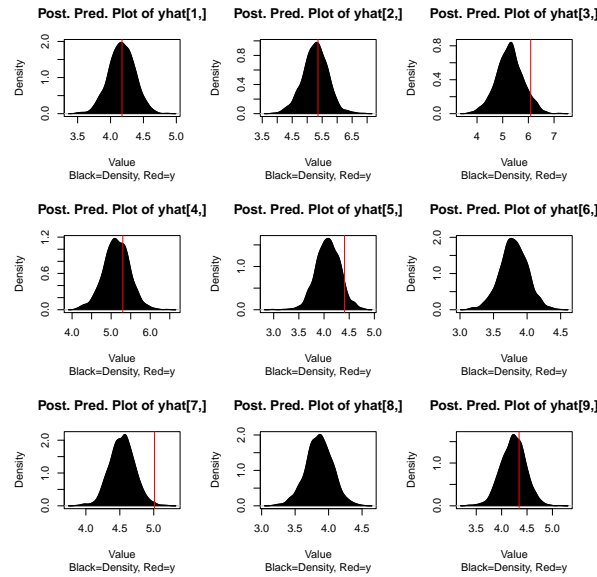 Post. Pred. Plot of yhat[1,]
Density
0.0 1.0 2.0
3.5 4.0 4.5 5.0
Value
Black=Density, Red=y
Post. Pred. Plot of yhat[2,]
Density
0.0 0.4 0.8
3.5 4.5 5.5 6.5
Value
Black=Density, Red=y
Post. Pred. Plot of yhat[3,]
Density
0.0 0.4 0.8
4 5 6 7
Value
Black=Density, Red=y
Post. Pred. Plot of yhat[4,]
Density
0.0 0.6 1.2
4.0 5.0 6.0
Value
Black=Density, Red=y
Post. Pred. Plot of yhat[5,]
Density
0.0 1.0
3.0 3.5 4.0 4.5 5.0
Value
Black=Density, Red=y
Post. Pred. Plot of yhat[6,]
Density
0.0 1.0 2.0
3.0 3.5 4.0 4.5
Value
Black=Density, Red=y
Post. Pred. Plot of yhat[7,]
Density
0.0 1.0 2.0
4.0 4.5 5.0
Value
Black=Density, Red=y
Post. Pred. Plot of yhat[8,]
Density
0.0 1.0 2.0
3.0 3.5 4.0 4.5
Value
Black=Density, Red=y
Post. Pred. Plot of yhat[9,]
Density
0.0 1.0
3.5 4.0 4.5 5.0
Value
Black=Density, Red=y